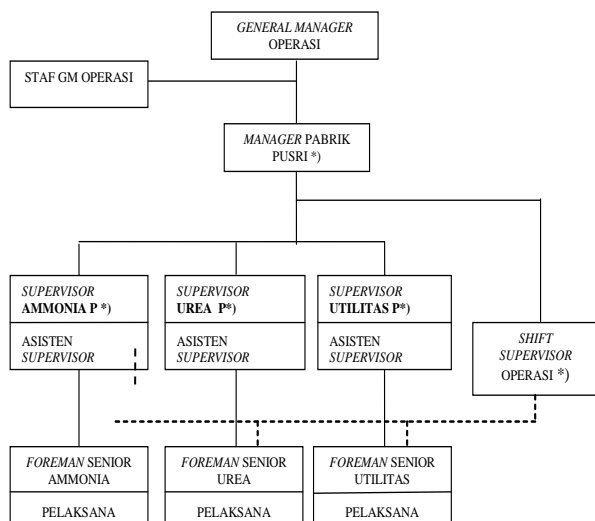 GENERAL MANAGER
OPERASI
STAF GM OPERASI
MANAGER PABRIK
PUSRI *)
SUPERVISOR
AMMONIA P *)
ASISTEN
SUPERVISOR
SUPERVISOR
UREA P*)
ASISTEN
SUPERVISOR
SUPERVISOR
UTILITAS P*)
ASISTEN
SUPERVISOR
SHIFT
SUPERVISOR
OPERASI *)
FOREMAN SENIOR
AMMONIA
PELAKSANA
FOREMAN SENIOR
UREA
PELAKSANA
FOREMAN SENIOR
UTILITAS
PELAKSANA